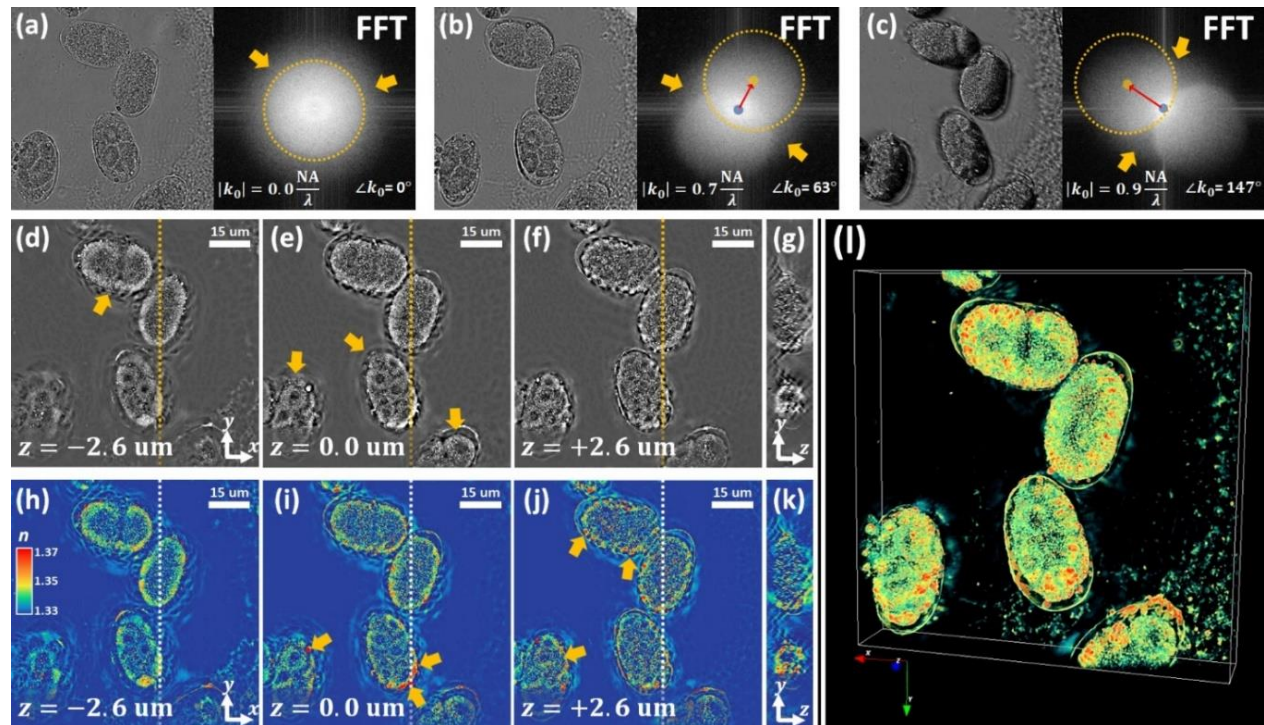 (a)
FFT
|k₀| = 0.0 NA/λ
∠k₀= 0°
(b)
FFT
|k₀| = 0.7 NA/λ
∠k₀= 63°
(c)
FFT
|k₀| = 0.9 NA/λ
∠k₀= 147°
(d)
15 um
z = −2.6 um
y
x
(e)
15 um
z = 0.0 um
(f)
15 um
z = +2.6 um
(g)
y
z
(h)
15 um
n
1.37
1.35
1.33
z = −2.6 um
y
x
(i)
15 um
z = 0.0 um
(j)
15 um
z = +2.6 um
(k)
y
z
(l)
X
Z
Y